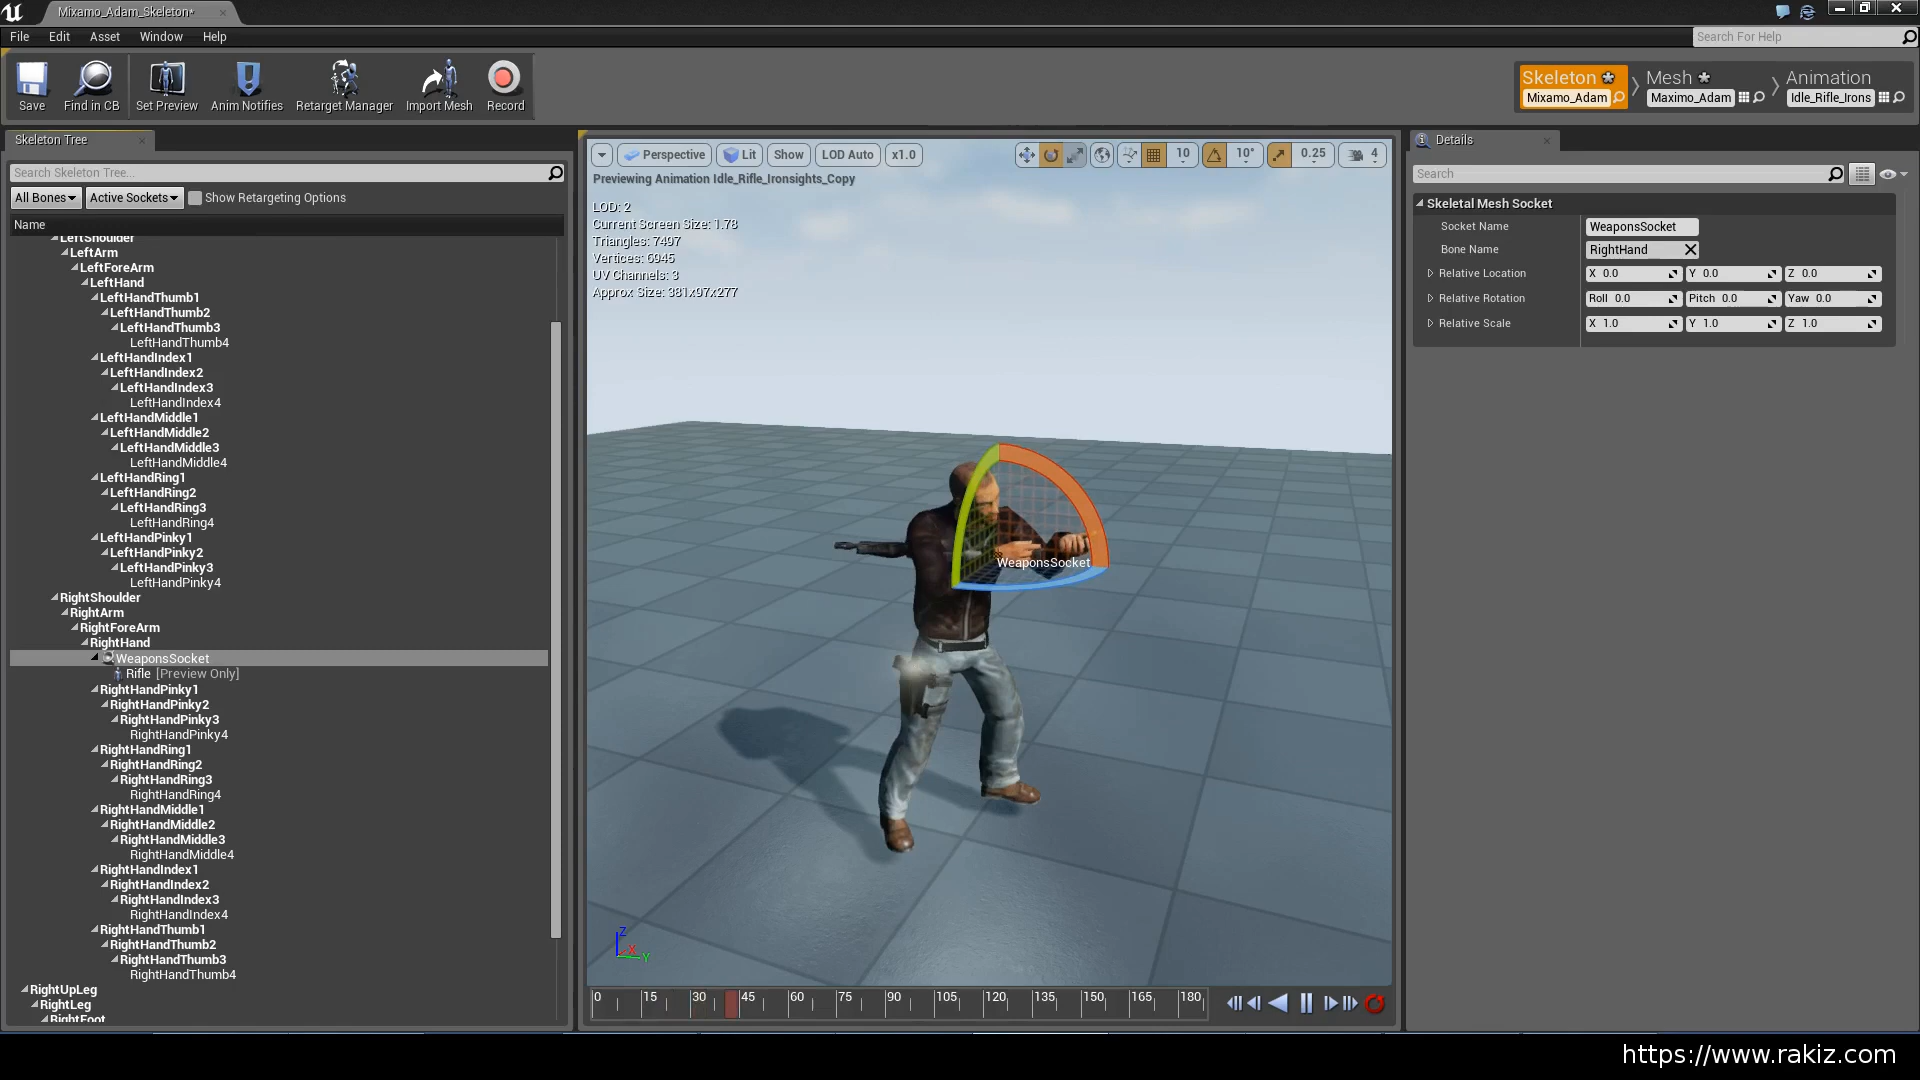 Mixamo_Adam_Skeleton*
File Edit Asset Window Help
Search For Help
Save Find in CB Set Preview Anim Notifies Retarget Manager Import Mesh Record
Skeleton Mesh Animation
Mixamo_Adam Maximo_Adam Idle_Rifle_Irons
Skeleton Tree
Search Skeleton Tree...
All Bones Active Sockets Show Retargeting Options
Name
LeftShoulder
LeftArm
LeftForeArm
LeftHand
LeftHandThumb1
LeftHandThumb2
LeftHandThumb3
LeftHandThumb4
LeftHandIndex1
LeftHandIndex2
LeftHandIndex3
LeftHandIndex4
LeftHandMiddle1
LeftHandMiddle2
LeftHandMiddle3
LeftHandMiddle4
LeftHandRing1
LeftHandRing2
LeftHandRing3
LeftHandRing4
LeftHandPinky1
LeftHandPinky2
LeftHandPinky3
LeftHandPinky4
RightShoulder
RightArm
RightForeArm
RightHand
WeaponsSocket
Rifle [Preview Only]
RightHandPinky1
RightHandPinky2
RightHandPinky3
RightHandPinky4
RightHandRing1
RightHandRing2
RightHandRing3
RightHandRing4
RightHandMiddle1
RightHandMiddle2
RightHandMiddle3
RightHandMiddle4
RightHandIndex1
RightHandIndex2
RightHandIndex3
RightHandIndex4
RightHandThumb1
RightHandThumb2
RightHandThumb3
RightHandThumb4
RightUpLeg
RightLeg
RightFoot
Perspective Lit Show LOD Auto x1.0 10 10° 0.25 4
Previewing Animation Idle_Rifle_Ironsights_Copy
LOD: 2
Current Screen Size: 1.78
Triangles: 7497
Vertices: 6945
UV Channels: 3
Approx Size: 381x97x277
WeaponsSocket
Z
X
Y
0 15 30 45 60 75 90 105 120 135 150 165 180
Details
Search
Skeletal Mesh Socket
Socket Name WeaponsSocket
Bone Name RightHand
Relative Location X 0.0 Y 0.0 Z 0.0
Relative Rotation Roll 0.0 Pitch 0.0 Yaw 0.0
Relative Scale X 1.0 Y 1.0 Z 1.0
https://www.rakiz.com